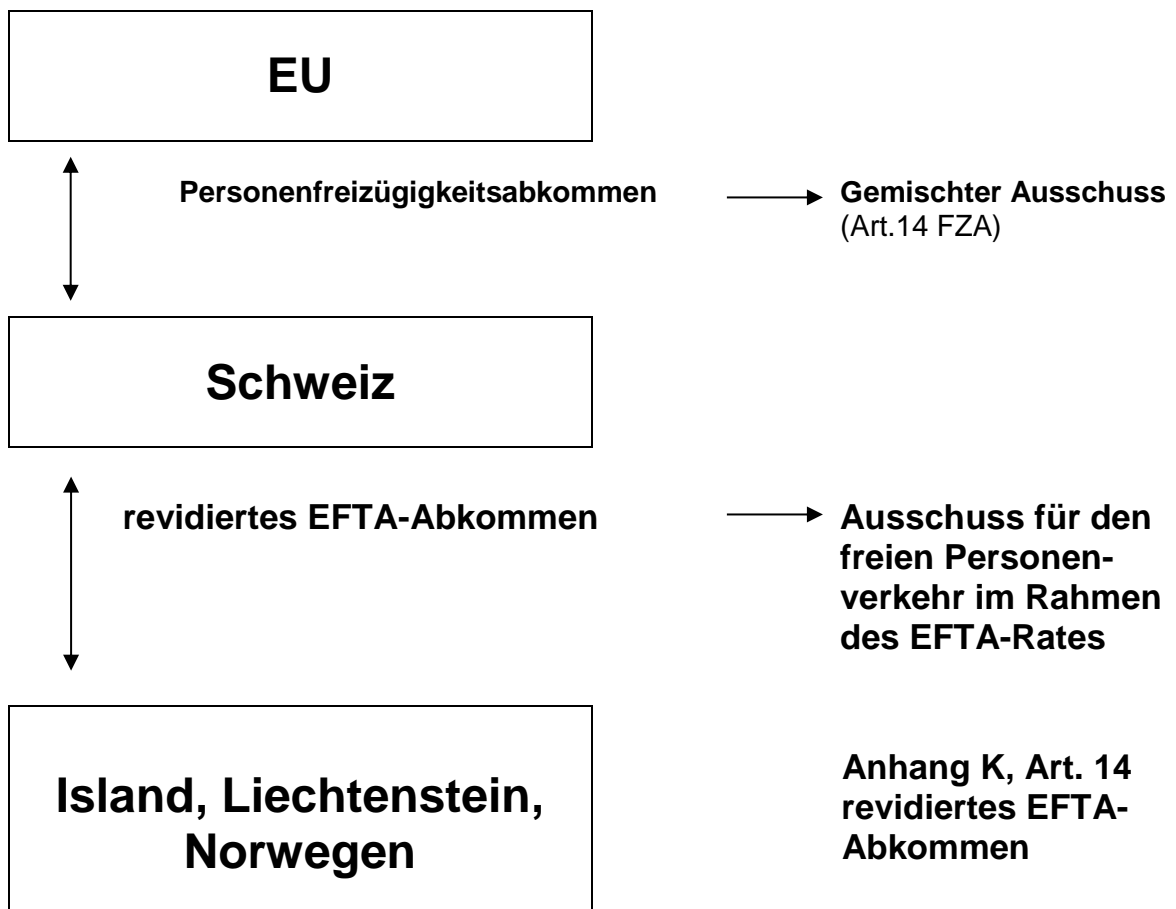 EU
Personenfreizügigkeitsabkommen
Gemischter Ausschuss
(Art.14 FZA)
Schweiz
revidiertes EFTA-Abkommen
Ausschuss für den
freien Personen-
verkehr im Rahmen
des EFTA-Rates
Island, Liechtenstein,
Norwegen
Anhang K, Art. 14
revidiertes EFTA-
Abkommen